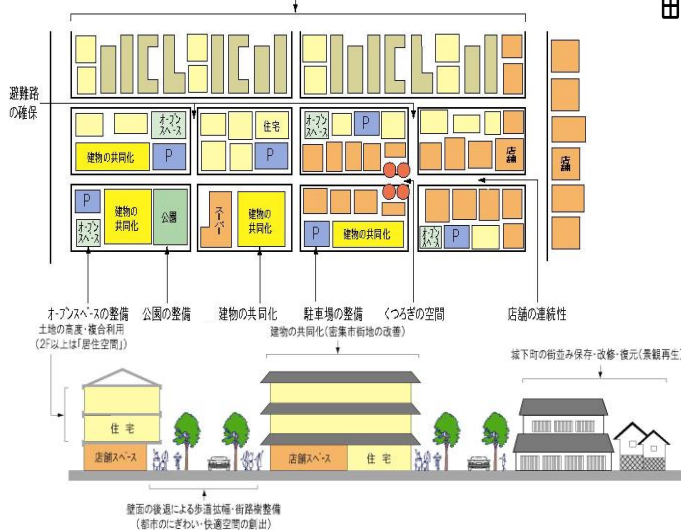 避難路
の確保
オープン
スペース
住宅
建物の共同化
P
P
オープン
スペース
P
店舗
店舗
P
オープン
スペース
建物の
共同化
公園
スーパー
建物の
共同化
P
建物の共同化
オープン
スペース
P
オープンスペースの整備
公園の整備
建物の共同化
駐車場の整備
くつろぎの空間
店舗の連続性
土地の高度・複合利用
(2F以上は「居住空間」)
建物の共同化(密集市街地の改善)
城下町の街並み保存・改修・復元(景観再生)
住 宅
店舗スペース
店舗スペース
住 宅
壁面の後退による歩道拡幅・街路樹整備
(都市のにぎわい・快適空間の創出)